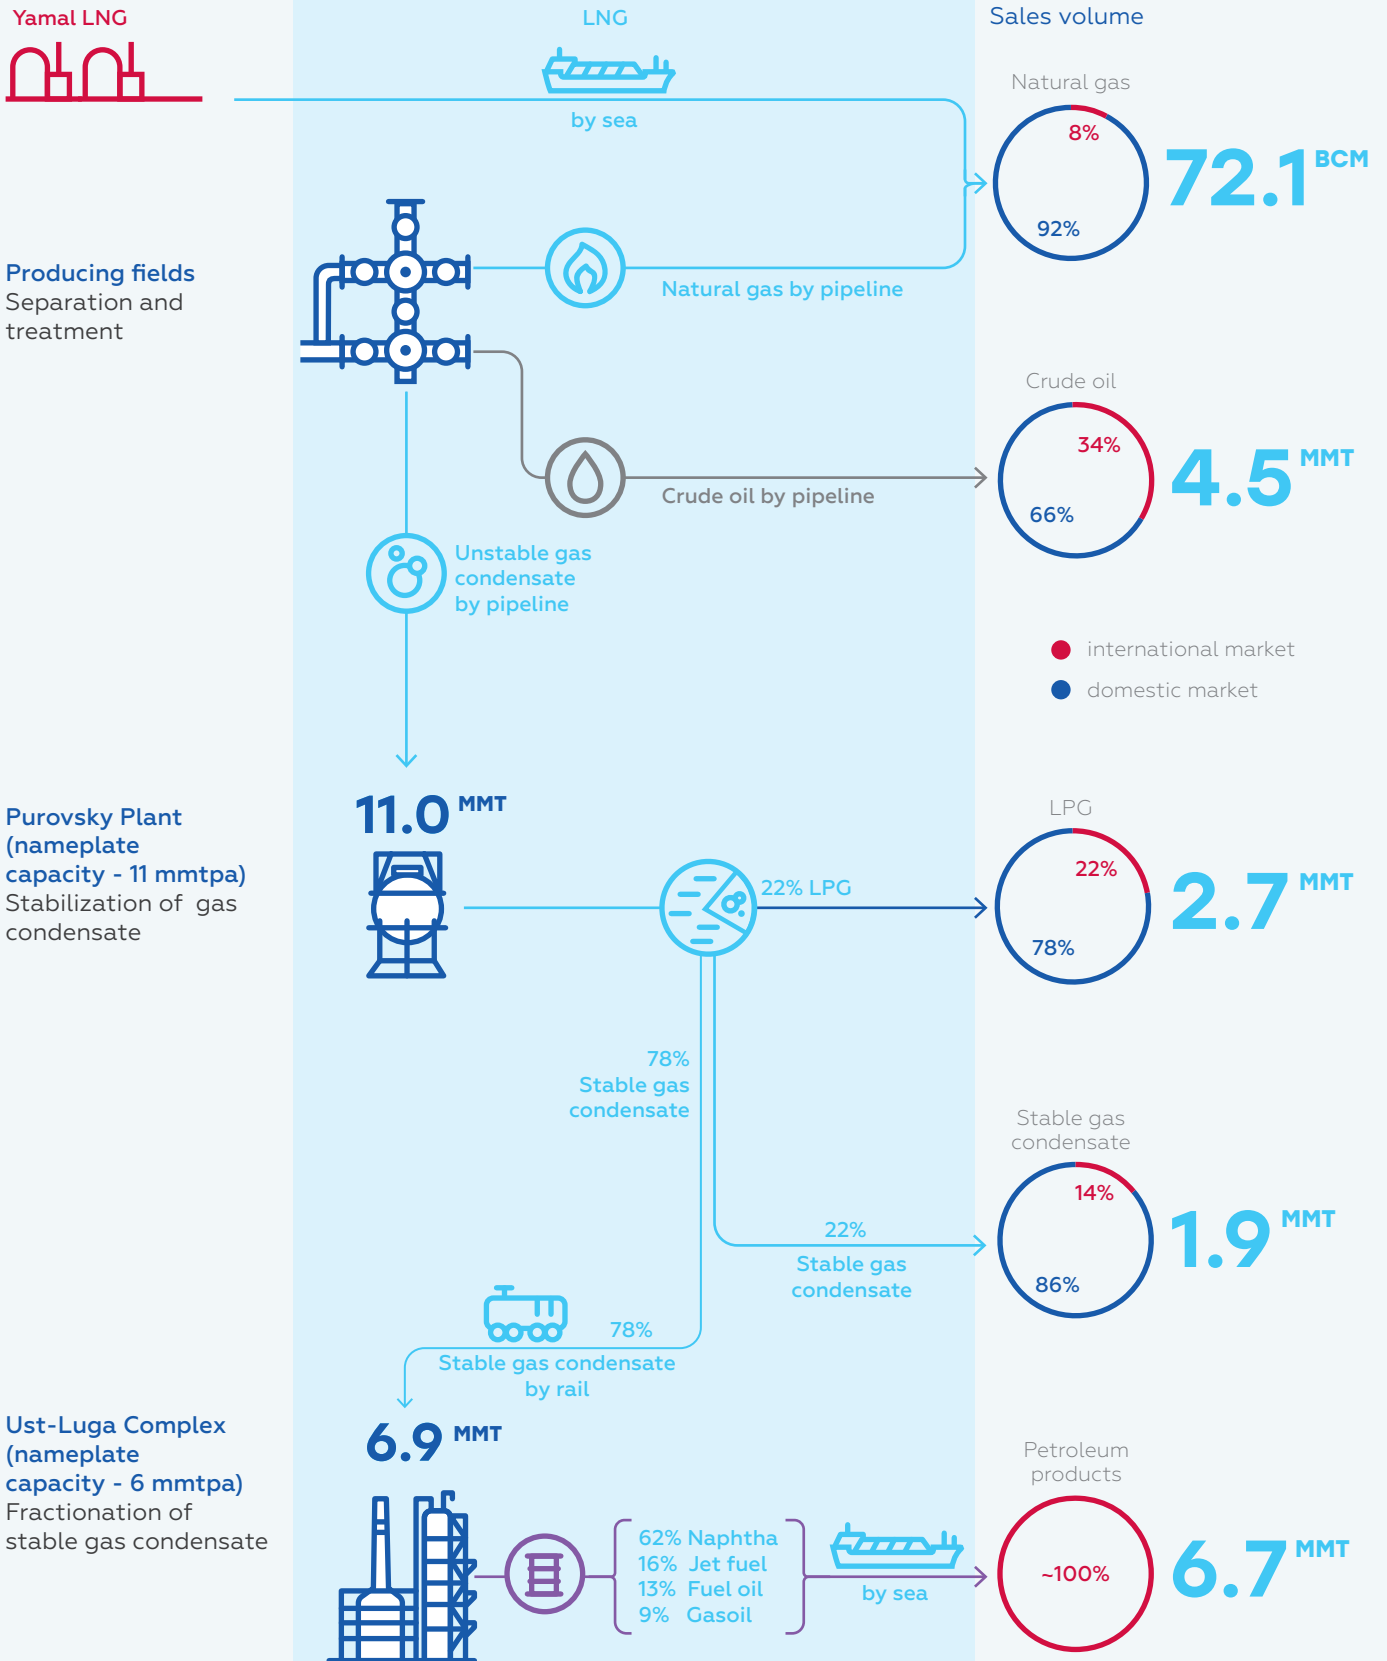 Yamal LNG
LNG
Sales volume
by sea
Natural gas
8%
92%
72.1 BCM
Producing fields
Separation and
treatment
Natural gas by pipeline
Crude oil
34%
66%
4.5 MMT
Crude oil by pipeline
Unstable gas
condensate
by pipeline
international market
domestic market
11.0 MMT
Purovsky Plant
(nameplate
capacity - 11 mmtpa)
Stabilization of gas
condensate
22% LPG
LPG
22%
78%
2.7 MMT
78%
Stable gas
condensate
22%
Stable gas
condensate
Stable gas
condensate
14%
86%
1.9 MMT
78%
Stable gas condensate
by rail
Ust-Luga Complex
(nameplate
capacity - 6 mmtpa)
Fractionation of
stable gas condensate
6.9 MMT
62% Naphtha
16% Jet fuel
13% Fuel oil
9% Gasoil
by sea
Petroleum
products
~100%
6.7 MMT